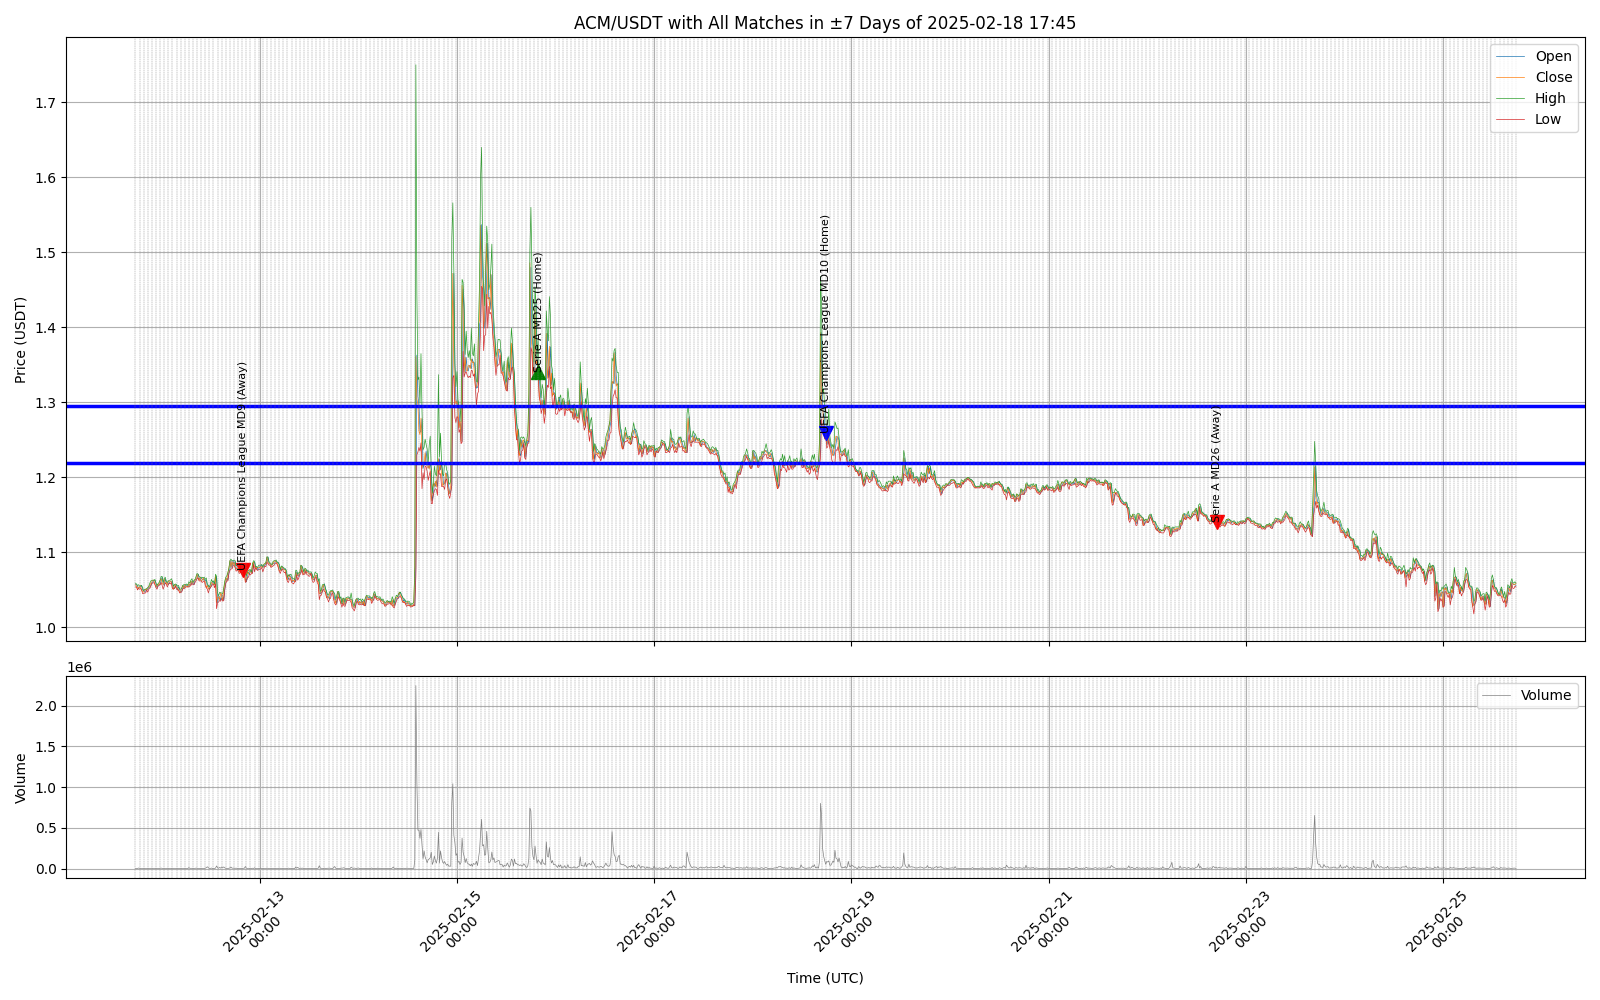 ACM/USDT with All Matches in ±7 Days of 2025-02-18 17:45
Open
Close
High
Low
Price (USDT)
1.7
1.6
1.5
1.4
1.3
1.2
1.1
1.0
UEFA Champions League MD9 (Away)
Serie A MD25 (Home)
UEFA Champions League MD10 (Home)
Serie A MD26 (Away)
1e6
Volume
Volume
2.0
1.5
1.0
0.5
0.0
2025-02-13
00:00
2025-02-15
00:00
2025-02-17
00:00
2025-02-19
00:00
2025-02-21
00:00
2025-02-23
00:00
2025-02-25
00:00
Time (UTC)